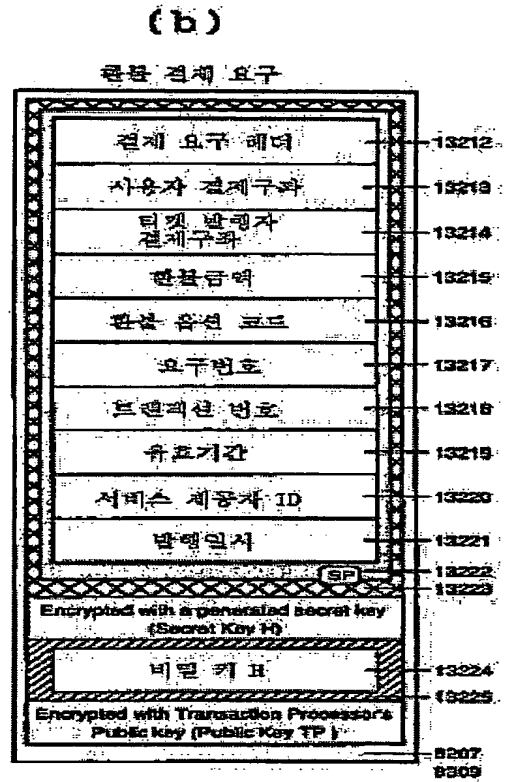 (b)
환불 결제 요구
결제 요구 헤더
13212
사용자 결제구좌
13213
티켓 발행자
결제구좌
13214
환불금액
13215
환불 옵션 코드
13216
요구번호
13217
트랜잭션 번호
13218
유효기간
13219
서비스 제공자 ID
13220
발행일시
13221
SP
13222
13223
Encrypted with a generated secret key
(Secret Key H)
비밀 키 H
13224
13225
Encrypted with Transaction Processor's
Public key (Public Key TP)
8207
8309